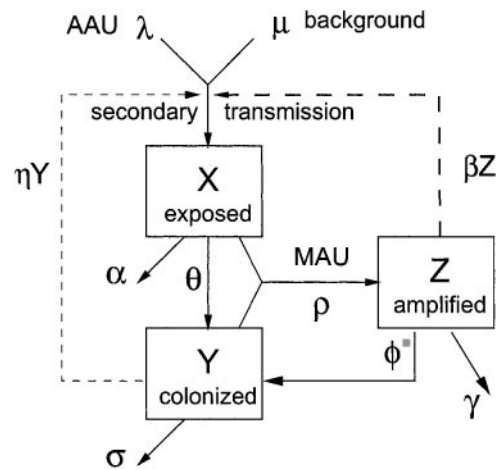 AAU λ μ background
secondary transmission
ηY
βZ
X
exposed
MAU
Z
amplified
α
θ
ρ
Y
colonized
ϕ
γ
σ